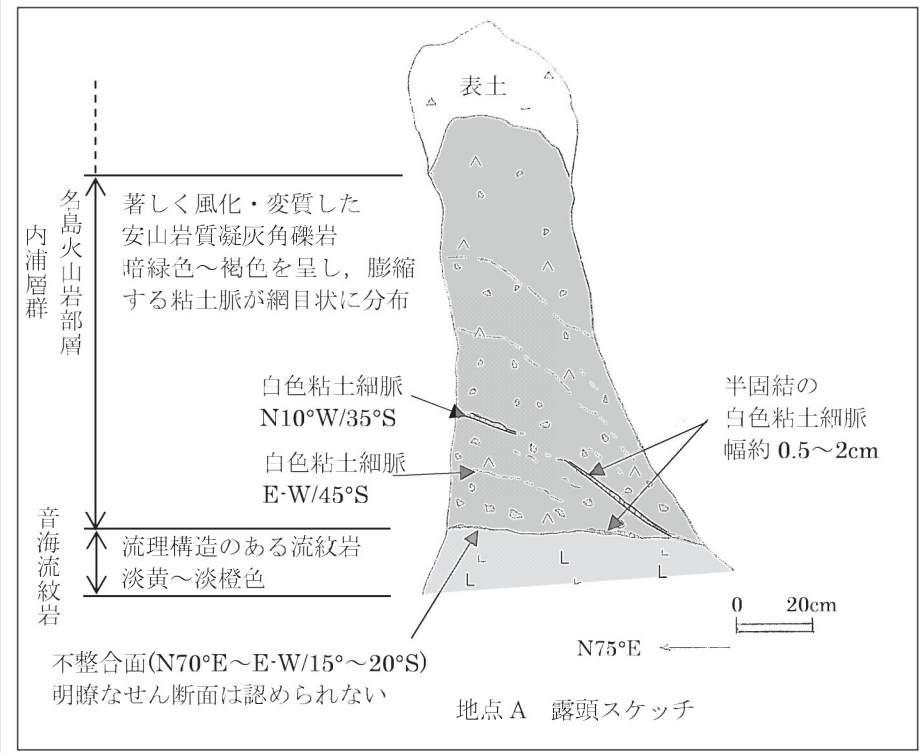 表土
著しく風化・変質した
安山岩質凝灰角礫岩
暗緑色～褐色を呈し，膨縮
する粘土脈が網目状に分布
名島火山岩部層
内浦層群
白色粘土細脈
N10°W/35°S
半固結の
白色粘土細脈
幅約 0.5～2cm
白色粘土細脈
E-W/45°S
音海流紋岩
流理構造のある流紋岩
淡黄～淡橙色
0 20cm
N75°E
不整合面(N70°E～E-W/15°～20°S)
明瞭なせん断面は認められない
地点 A 露頭スケッチ